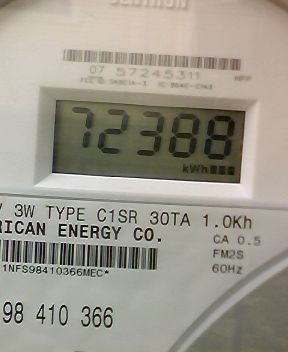 07 57245311
72388
kWh
V 3W TYPE C1SR 30TA 1.0Kh
RICAN ENERGY CO.
CA 0.5
FM2S
60Hz
1NFS98410366MEC*
98 410 366